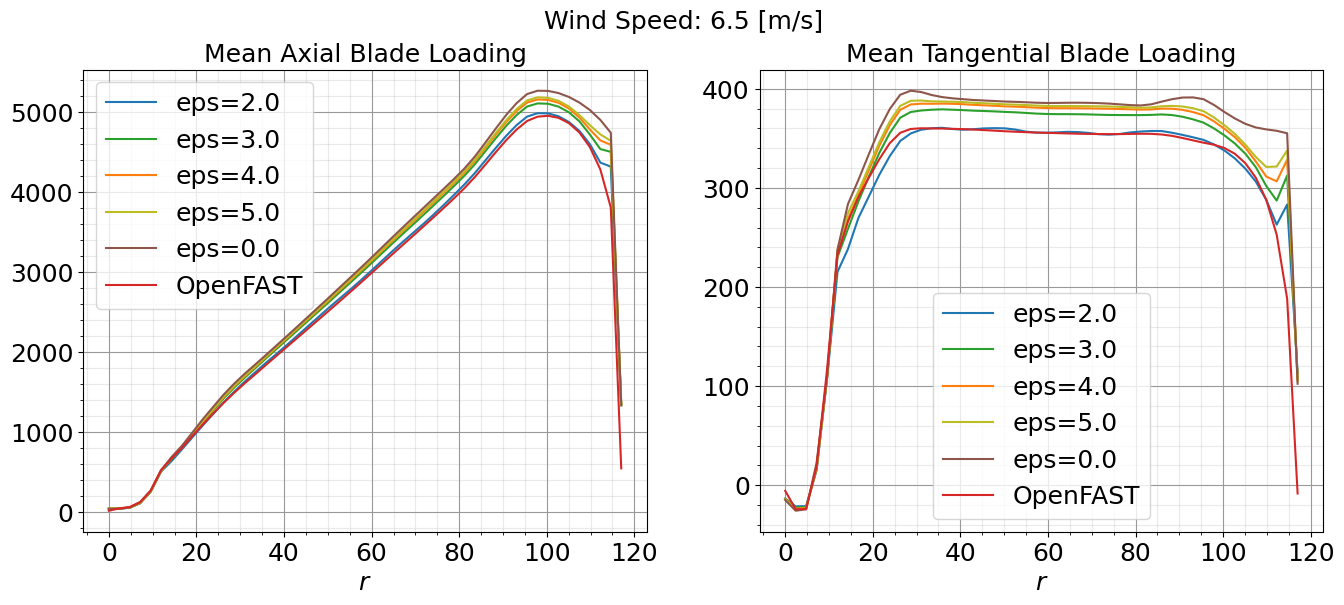 Wind Speed: 6.5 [m/s]
Mean Axial Blade Loading
5000
4000
3000
2000
1000
0
0 20 40 60 80 100 120
r
eps=2.0
eps=3.0
eps=4.0
eps=5.0
eps=0.0
OpenFAST
Mean Tangential Blade Loading
400
300
200
100
0
0 20 40 60 80 100 120
r
eps=2.0
eps=3.0
eps=4.0
eps=5.0
eps=0.0
OpenFAST